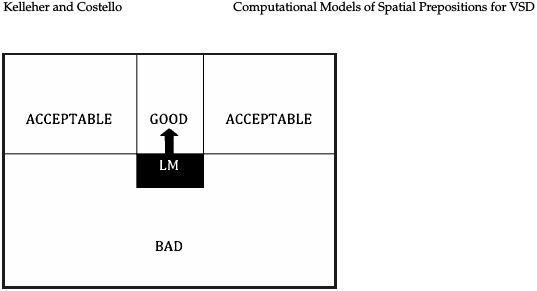 Kelleher and Costello Computational Models of Spatial Prepositions for VSD
ACCEPTABLE GOOD ACCEPTABLE
LM
BAD